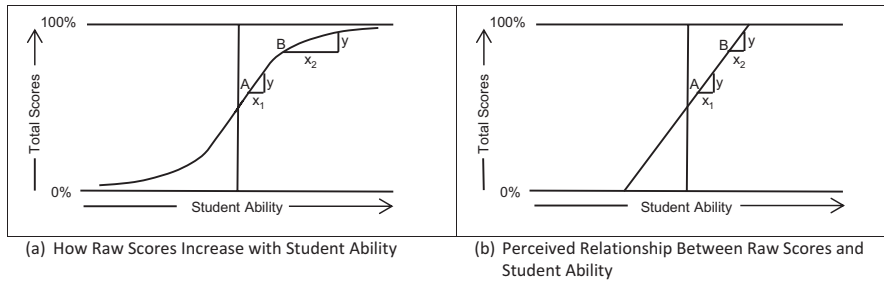 100%
Total Scores
0%
Student Ability
A
B
x1
y
x2
y
(a) How Raw Scores Increase with Student Ability
100%
Total Scores
0%
Student Ability
A
B
x1
y
x2
y
(b) Perceived Relationship Between Raw Scores and
Student Ability